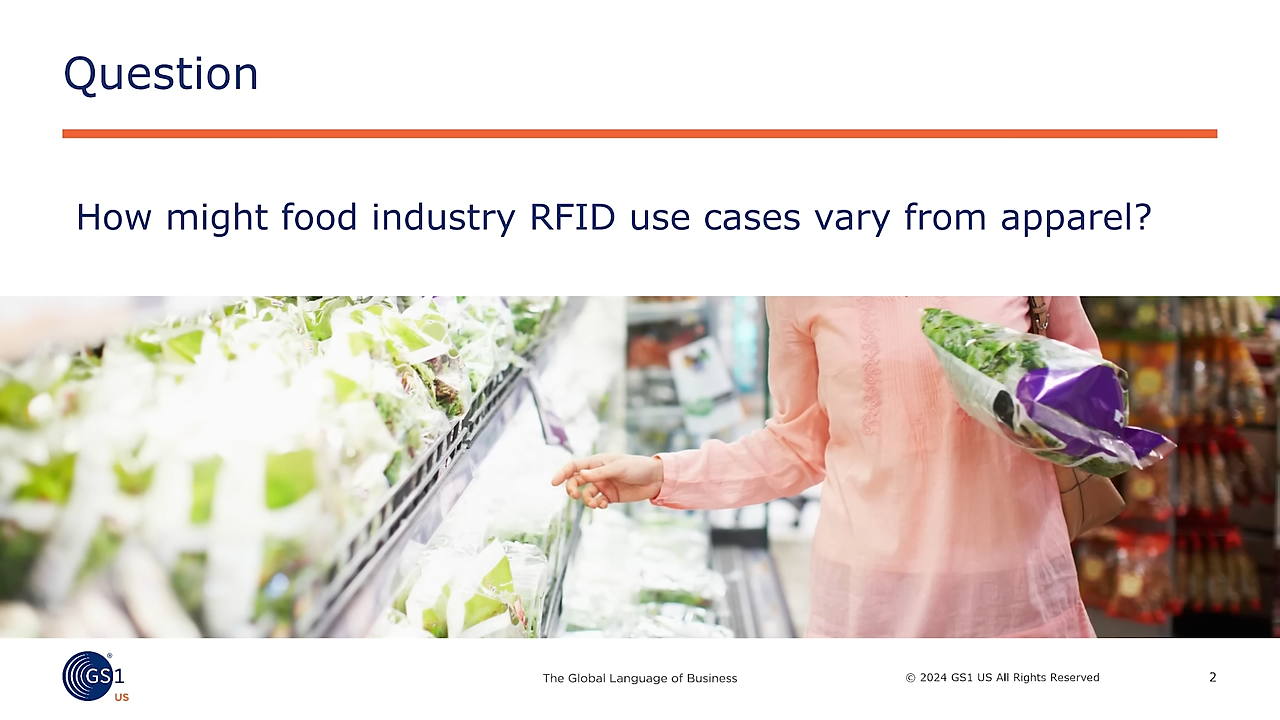 Question
How might food industry RFID use cases vary from apparel?
GS1
®
US
The Global Language of Business
© 2024 GS1 US All Rights Reserved
2